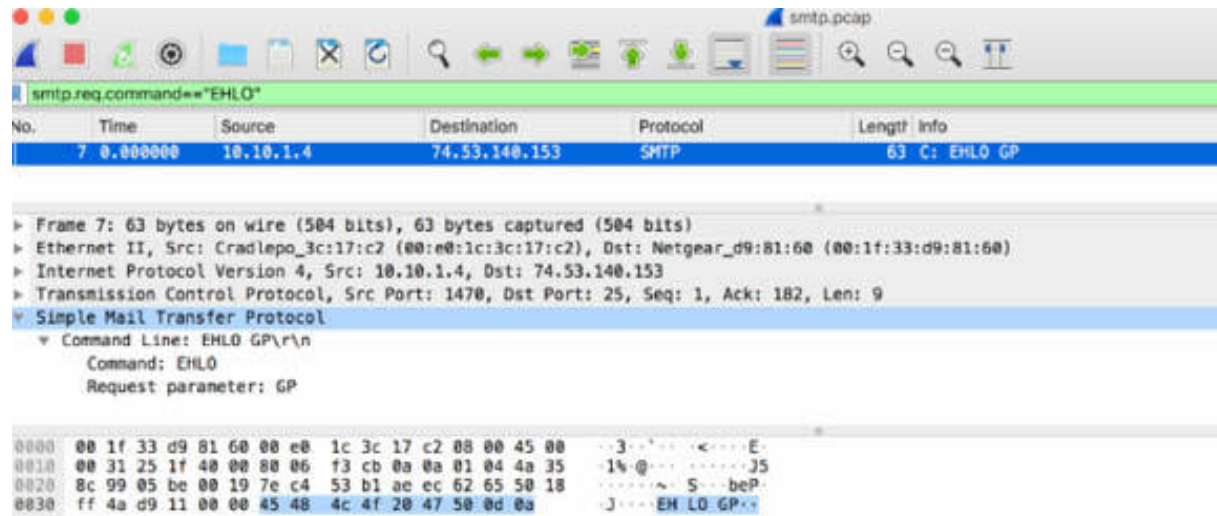 smtp.pcap
smtp.req.command=="EHLO"
No. Time Source Destination Protocol Length Info
7 0.000000 10.10.1.4 74.53.140.153 SMTP 63 C: EHLO GP
Frame 7: 63 bytes on wire (504 bits), 63 bytes captured (504 bits)
Ethernet II, Src: Cradlepo_3c:17:c2 (00:e0:1c:3c:17:c2), Dst: Netgear_d9:81:60 (00:1f:33:d9:81:60)
Internet Protocol Version 4, Src: 10.10.1.4, Dst: 74.53.140.153
Transmission Control Protocol, Src Port: 1470, Dst Port: 25, Seq: 1, Ack: 182, Len: 9
Simple Mail Transfer Protocol
Command Line: EHLO GP\r\n
Command: EHLO
Request parameter: GP
0000 00 1f 33 d9 81 60 00 e0 1c 3c 17 c2 08 00 45 00 ··3··`·· ·<····E·
0010 00 31 25 1f 40 00 80 06 f3 cb 0a 0a 01 04 4a 35 ·1%·@··· ······J5
0020 8c 99 05 be 00 19 7e c4 53 b1 ae ec 62 65 50 18 ······~· S···beP·
0030 ff 4a d9 11 00 00 45 48 4c 4f 20 47 50 0d 0a ·J····EH LO GP··